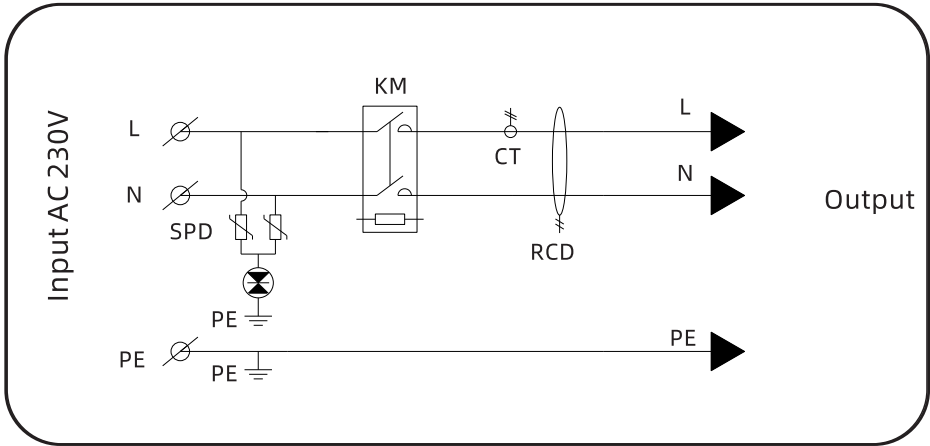 Input AC 230V
KM
L
L
CT
N
N
Output
SPD
RCD
PE
PE
PE
PE